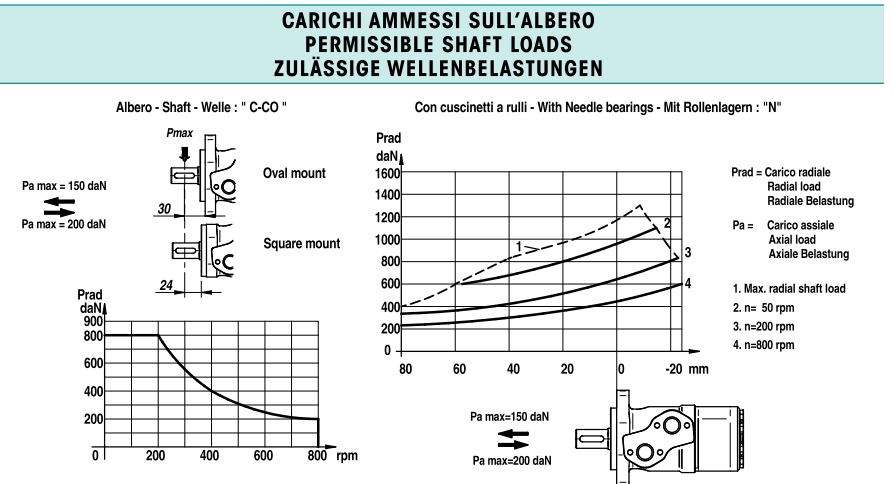 CARICHI AMMESSI SULL'ALBERO
PERMISSIBLE SHAFT LOADS
ZULÄSSIGE WELLENBELASTUNGEN
Albero - Shaft - Welle : " C-CO "
Pmax
Oval mount
Pa max = 150 daN
Pa max = 200 daN
30
Square mount
24
Prad
daN
900
800
600
400
200
0 200 400 600 800 rpm
Con cuscinetti a rulli - With Needle bearings - Mit Rollenlagern : "N"
Prad
daN
1600
1400
1200
1000
800
600
400
200
0
80 60 40 20 0 -20 mm
1
2
3
4
Prad = Carico radiale
Radial load
Radiale Belastung
Pa = Carico assiale
Axial load
Axiale Belastung
1. Max. radial shaft load
2. n= 50 rpm
3. n=200 rpm
4. n=800 rpm
Pa max=150 daN
Pa max=200 daN